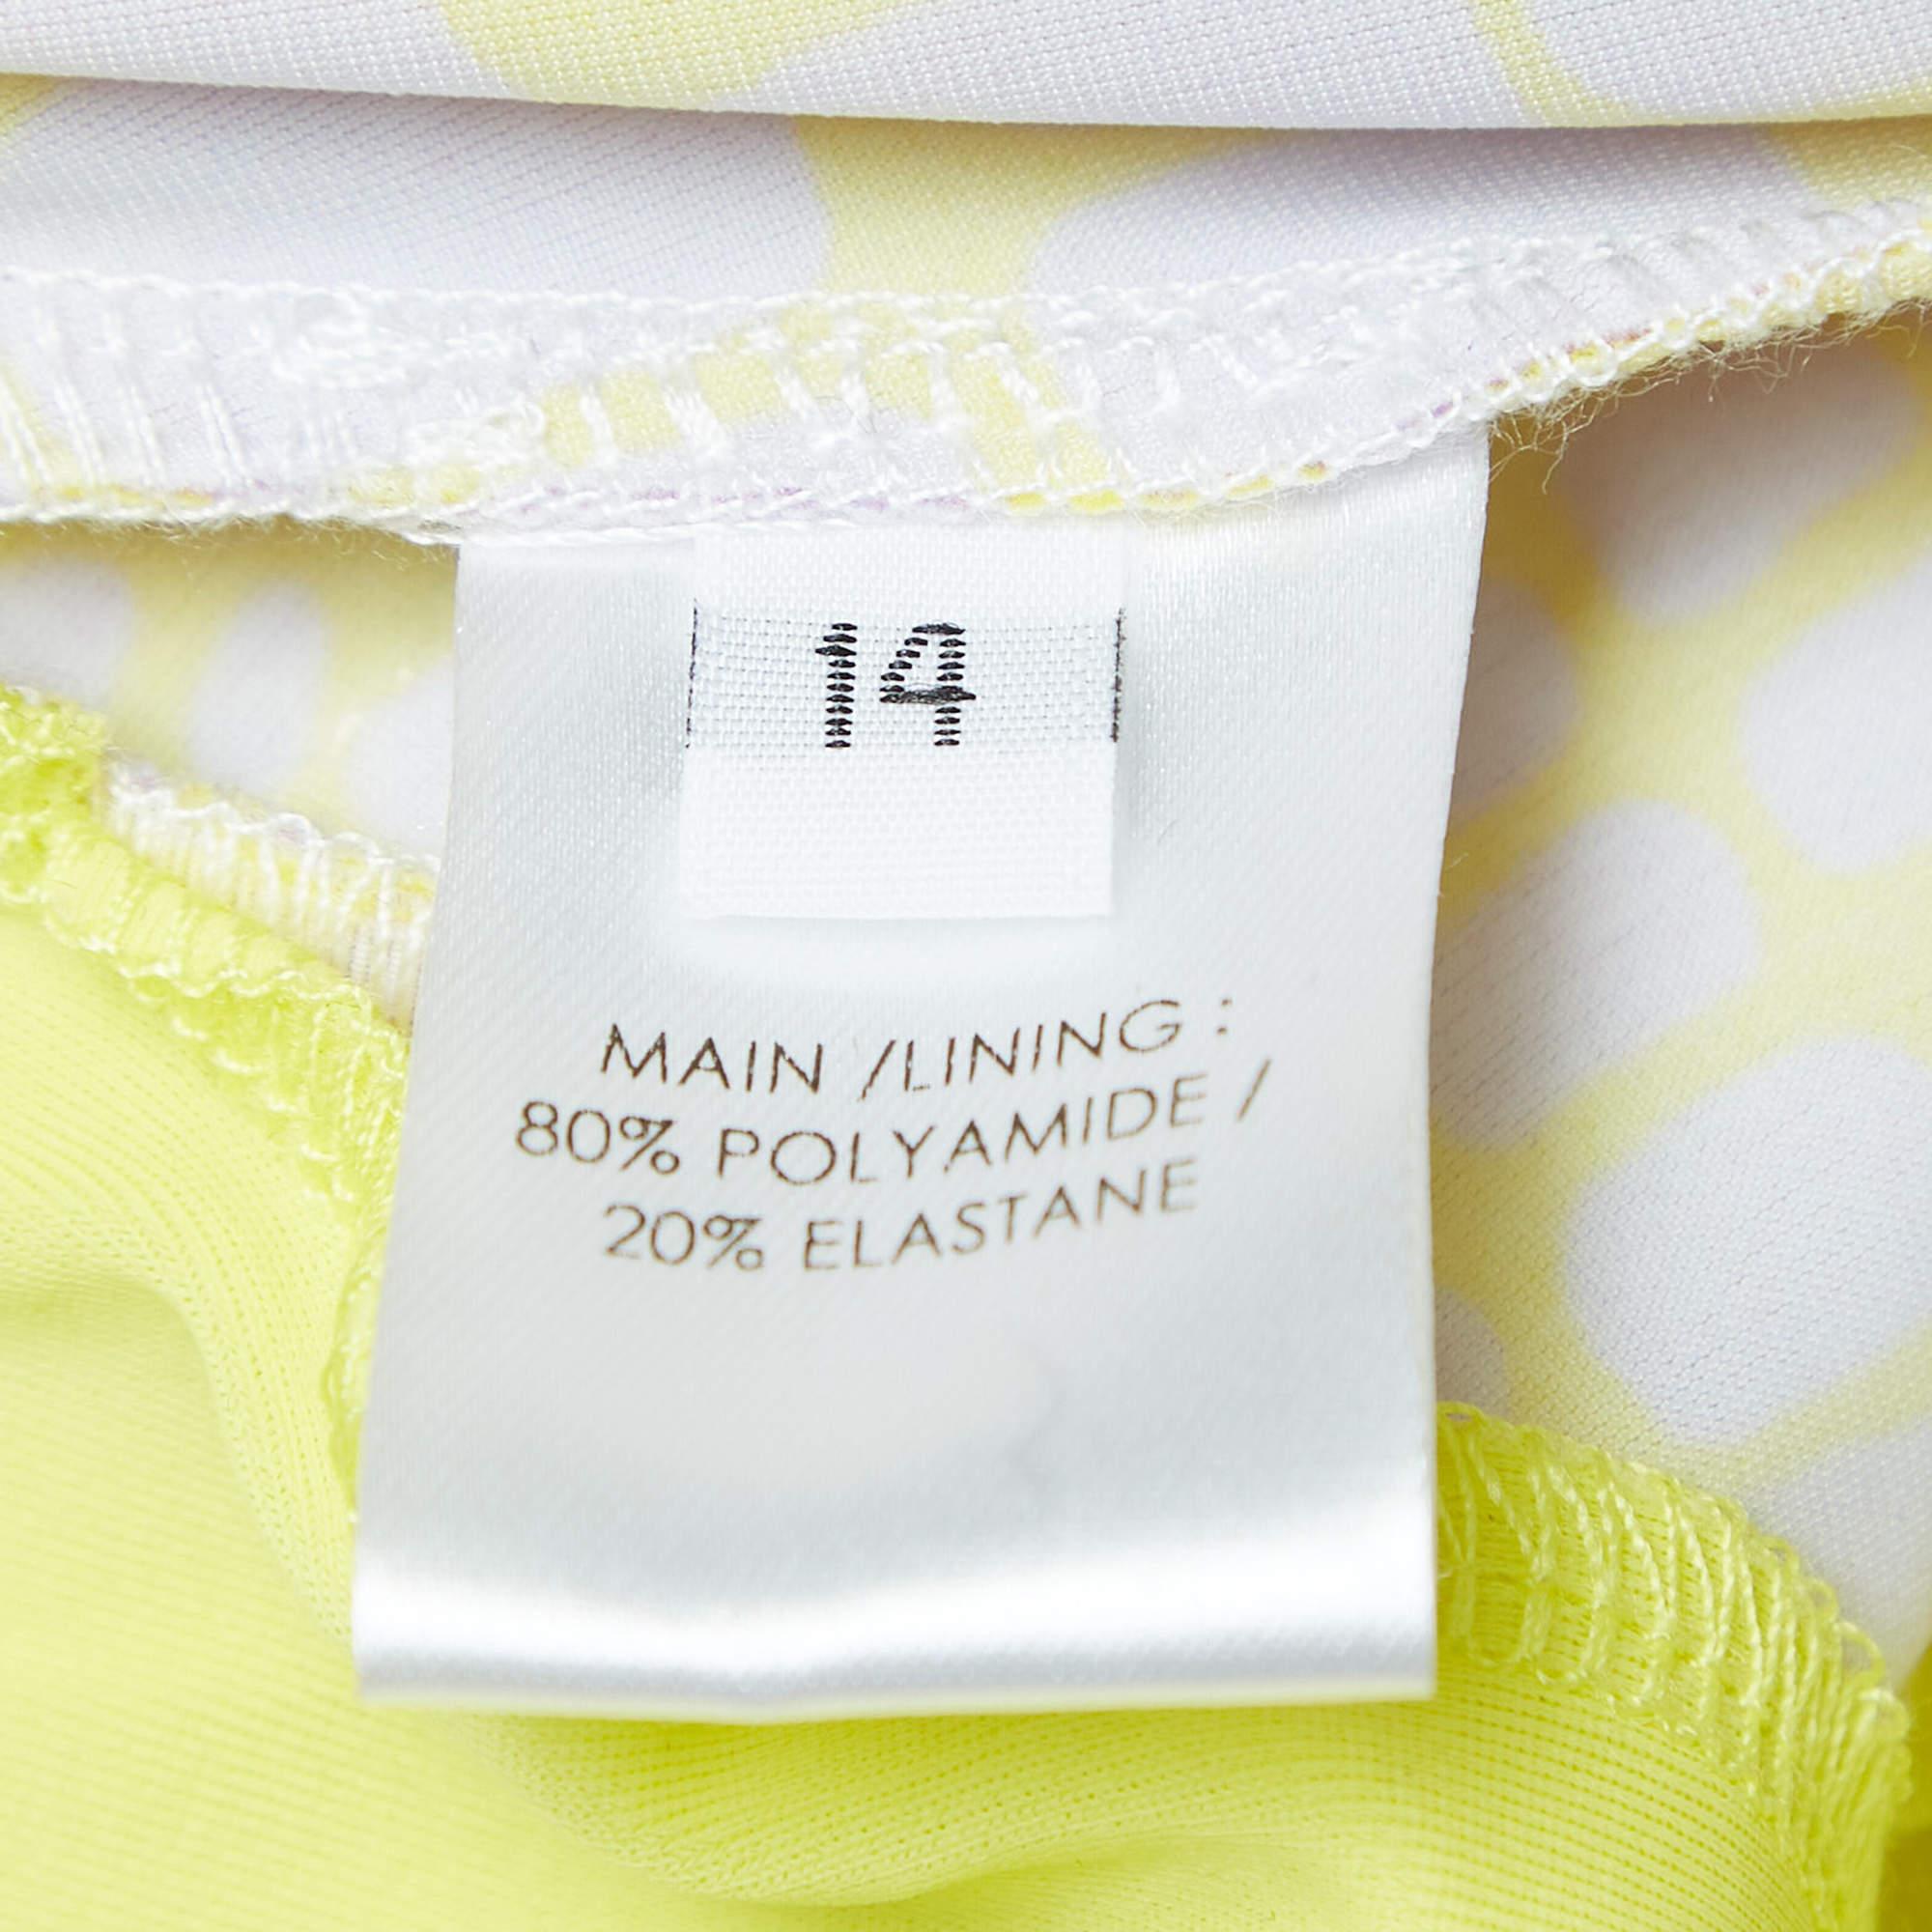 14
MAIN /LINING :
80% POLYAMIDE /
20% ELASTANE